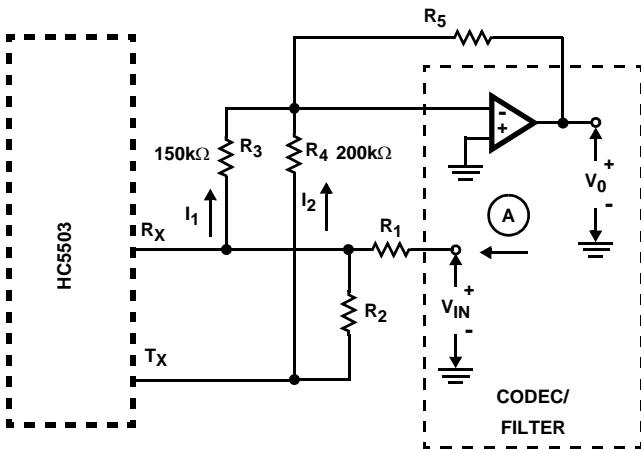 R5
150kΩ R3
R4 200kΩ
-
+
V0
+
-
I1
I2
A
RX
R1
HC5503
R2
VIN
+
-
TX
CODEC/
FILTER